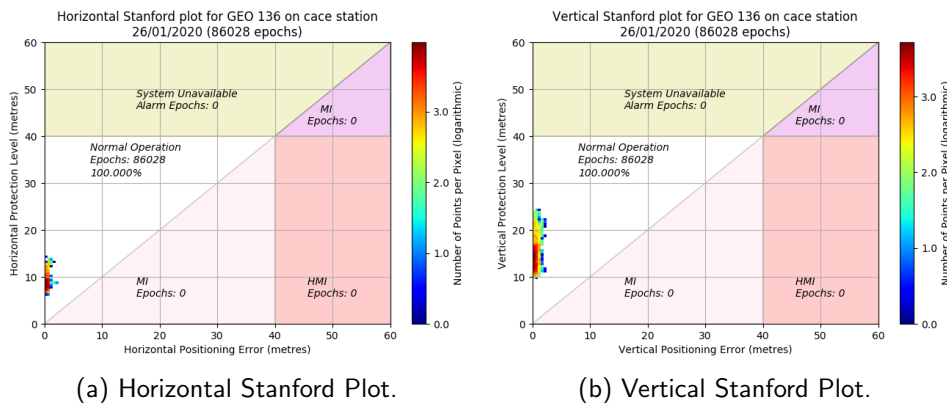 Horizontal Stanford plot for GEO 136 on cace station
26/01/2020 (86028 epochs)
60
50
40
30
20
10
0
Horizontal Protection Level (metres)
System Unavailable
Alarm Epochs: 0
MI
Epochs: 0
Normal Operation
Epochs: 86028
100.000%
MI
Epochs: 0
HMI
Epochs: 0
0 10 20 30 40 50 60
Horizontal Positioning Error (metres)
3.0
2.0
1.0
0.0
Number of Points per Pixel (logarithmic)
(a) Horizontal Stanford Plot.
Vertical Stanford plot for GEO 136 on cace station
26/01/2020 (86028 epochs)
60
50
40
30
20
10
0
Vertical Protection Level (metres)
System Unavailable
Alarm Epochs: 0
MI
Epochs: 0
Normal Operation
Epochs: 86028
100.000%
MI
Epochs: 0
HMI
Epochs: 0
0 10 20 30 40 50 60
Vertical Positioning Error (metres)
3.0
2.0
1.0
0.0
Number of Points per Pixel (logarithmic)
(b) Vertical Stanford Plot.